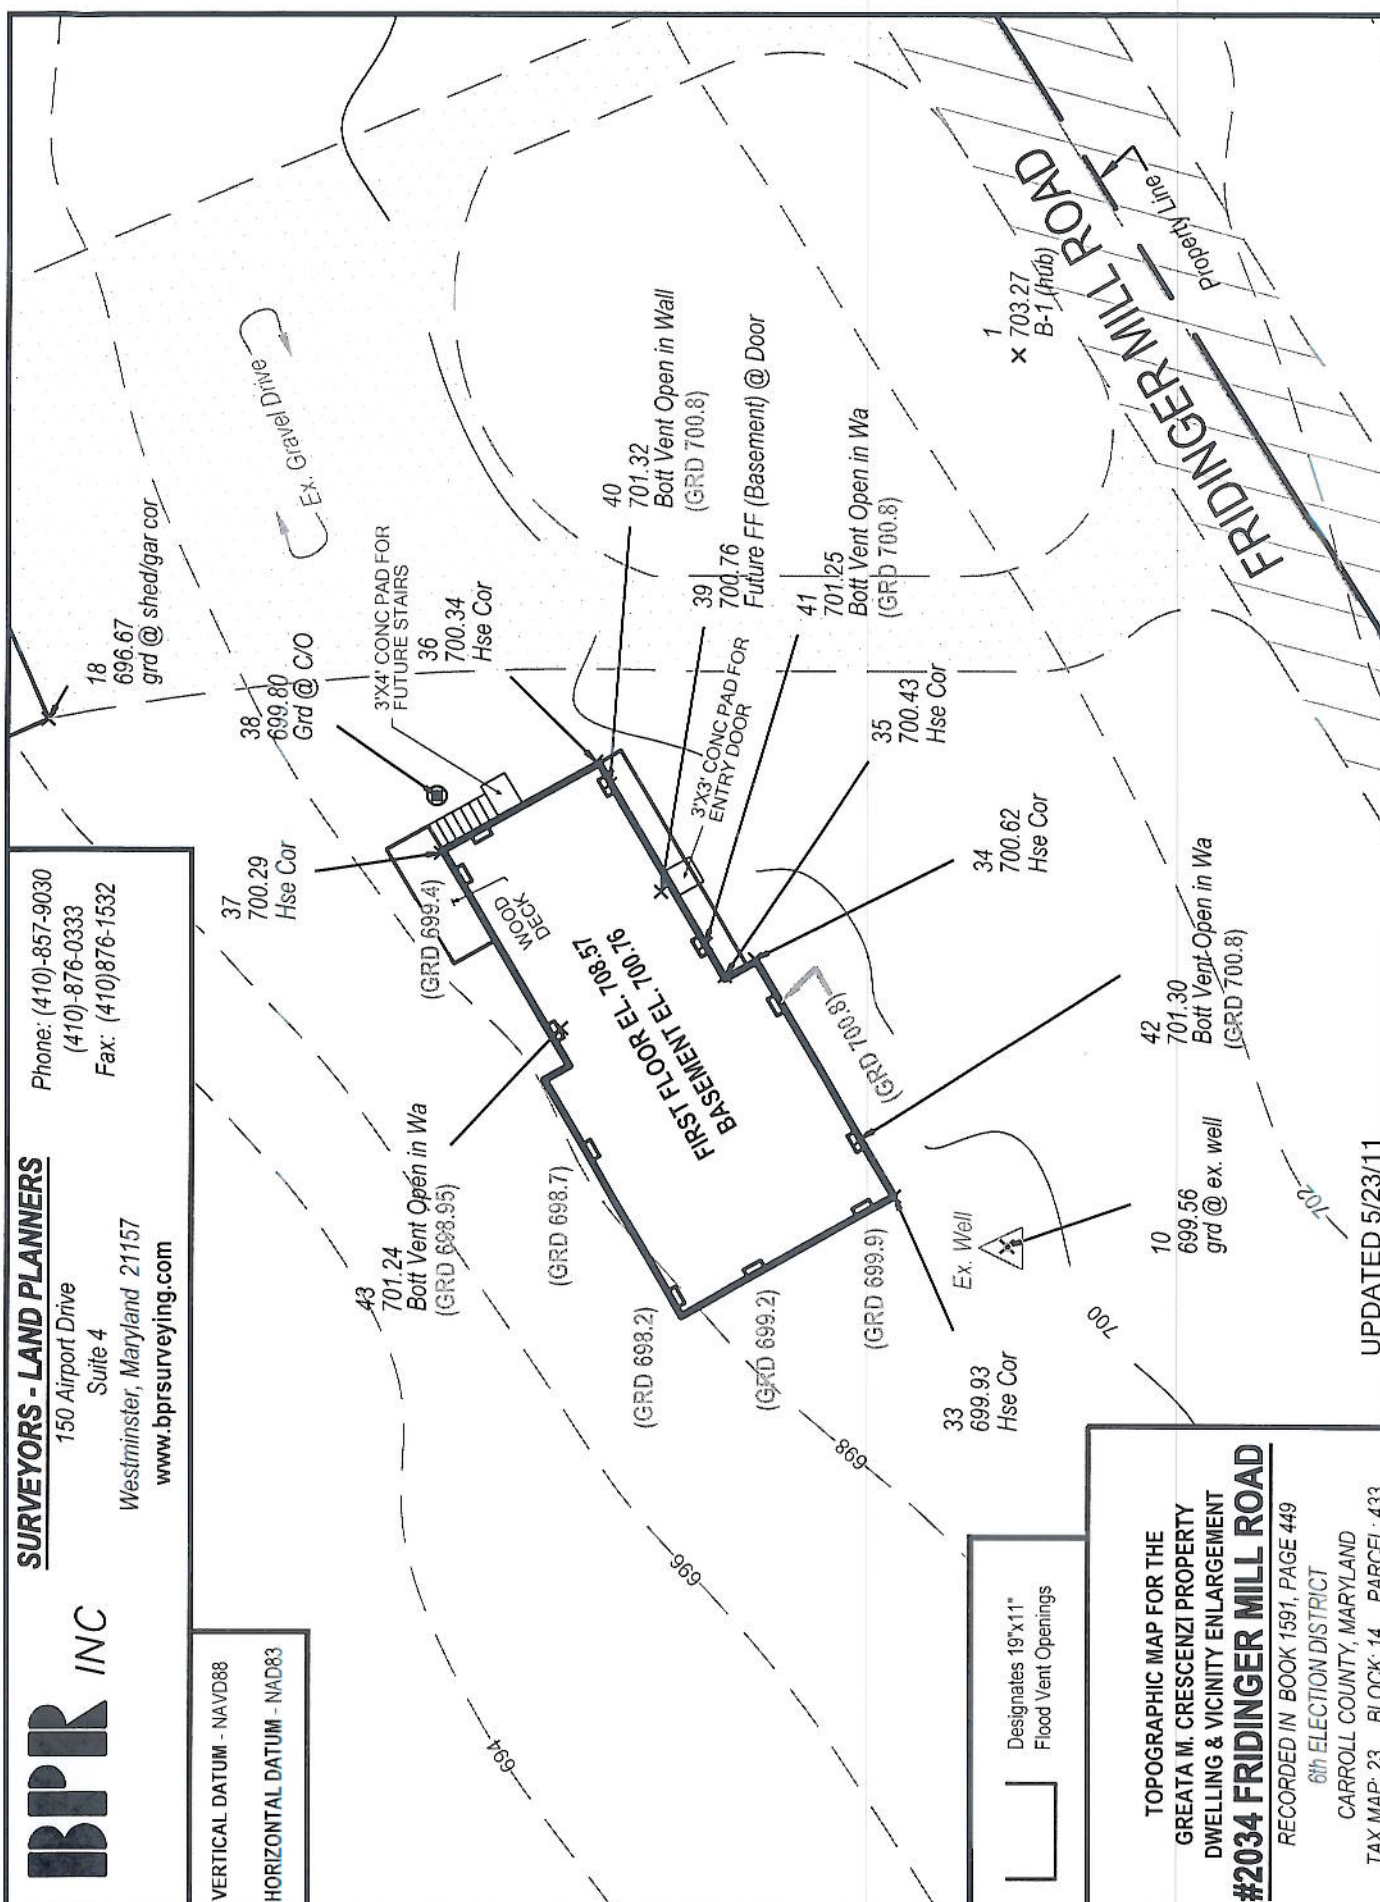 BPR INC
SURVEYORS - LAND PLANNERS
150 Airport Drive
Suite 4
Westminster, Maryland 21157
www.bprsurveying.com
Phone: (410)-857-9030
(410)-876-0333
Fax: (410)876-1532
VERTICAL DATUM - NAVD88
HORIZONTAL DATUM - NAD83
18
696.67
grd @ shed/gar cor
Ex. Gravel Drive
38
699.80
Grd @ C/O
3'X4' CONC PAD FOR
FUTURE STAIRS
36
700.34
Hse Cor
37
700.29
Hse Cor
(GRD 699.4)
WOOD
DECK
40
701.32
Bott Vent Open in Wall
(GRD 700.8)
39
700.76
Future FF (Basement) @ Door
3'X3' CONC PAD FOR
ENTRY DOOR
41
701.25
Bott Vent Open in Wa
(GRD 700.8)
35
700.43
Hse Cor
34
700.62
Hse Cor
FIRST FLOOR EL. 708.57
BASEMENT EL. 700.76
43
701.24
Bott Vent Open in Wa
(GRD 698.95)
(GRD 698.7)
(GRD 698.2)
(GRD 699.2)
(GRD 699.9)
(GRD 700.8)
42
701.30
Bott Vent Open in Wa
(GRD 700.8)
Ex. Well
10
699.56
grd @ ex. well
33
699.93
Hse Cor
1
703.27
B-1 (hub)
FRIDINGER MILL ROAD
Property Line
702
700
698
696
694
UPDATED 5/23/11
Designates 19"x11"
Flood Vent Openings
TOPOGRAPHIC MAP FOR THE
GREATA M. CRESCENZI PROPERTY
DWELLING & VICINITY ENLARGEMENT
#2034 FRIDINGER MILL ROAD
RECORDED IN BOOK 1591, PAGE 449
6th ELECTION DISTRICT
CARROLL COUNTY, MARYLAND
TAX MAP: 23 BLOCK: 14 PARCEL: 433